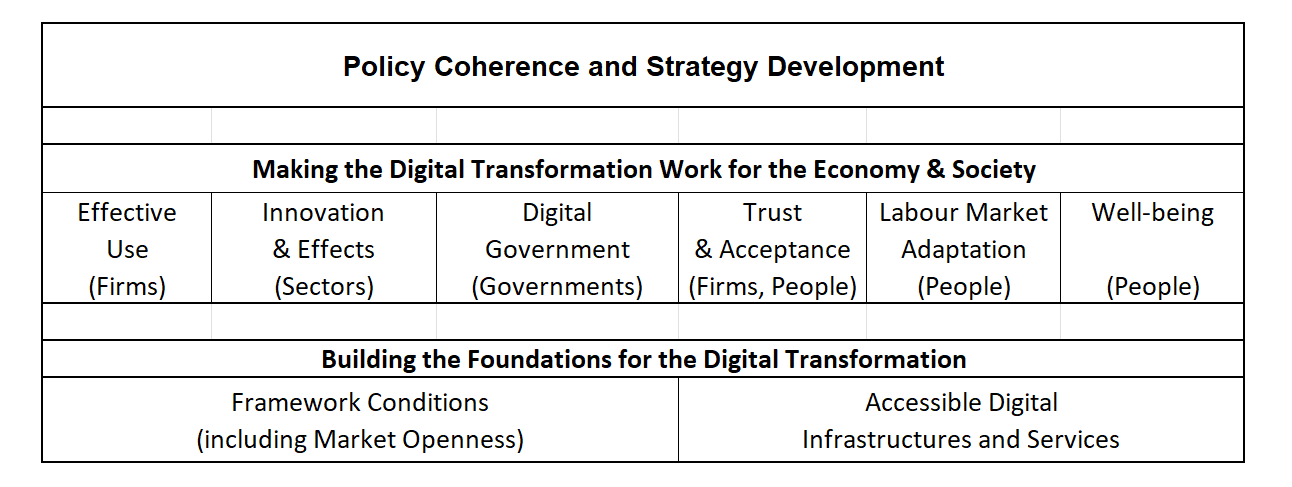 Policy Coherence and Strategy Development
Making the Digital Transformation Work for the Economy & Society
Effective
Use
(Firms)
Innovation
& Effects
(Sectors)
Digital
Government
(Governments)
Trust
& Acceptance
(Firms, People)
Labour Market
Adaptation
(People)
Well-being
(People)
Building the Foundations for the Digital Transformation
Framework Conditions
(including Market Openness)
Accessible Digital
Infrastructures and Services